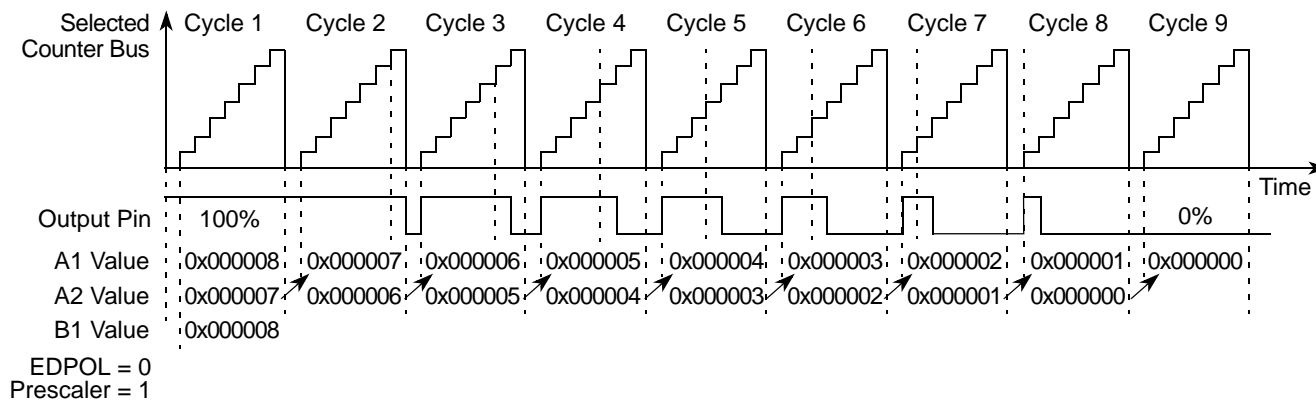 Selected Counter Bus
Cycle 1 Cycle 2 Cycle 3 Cycle 4 Cycle 5 Cycle 6 Cycle 7 Cycle 8 Cycle 9
Time
Output Pin 100% 0%
A1 Value 0x000008 0x000007 0x000006 0x000005 0x000004 0x000003 0x000002 0x000001 0x000000
A2 Value 0x000007 0x000006 0x000005 0x000004 0x000003 0x000002 0x000001 0x000000
B1 Value 0x000008
EDPOL = 0
Prescaler = 1